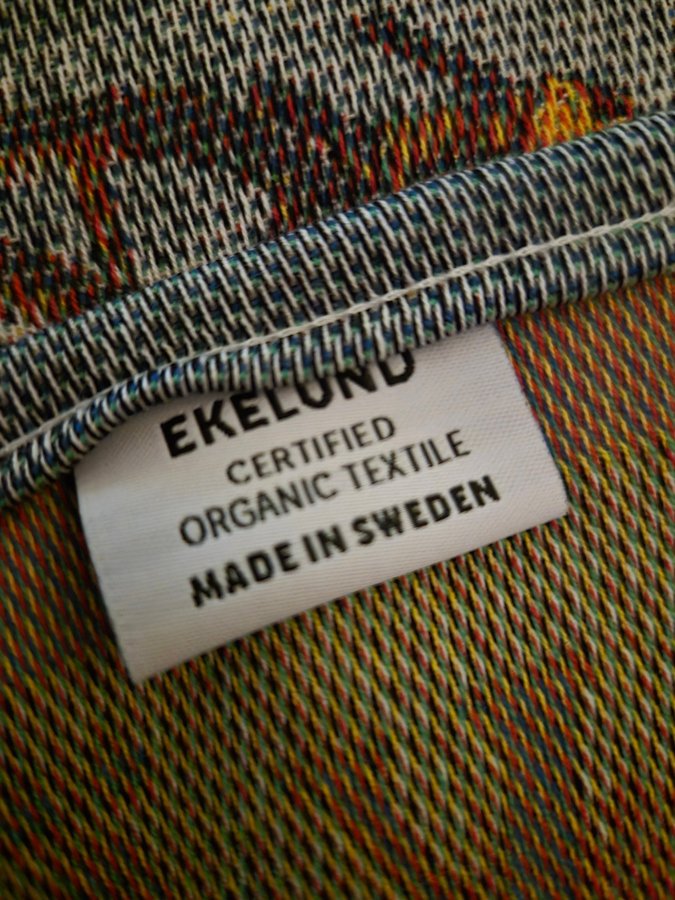 EKELUND
CERTIFIED
ORGANIC TEXTILE
MADE IN SWEDEN